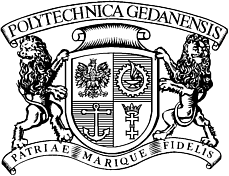 POLYTECHNICA GEDANENSIS
PATRIAE MARIQUE FIDELIS